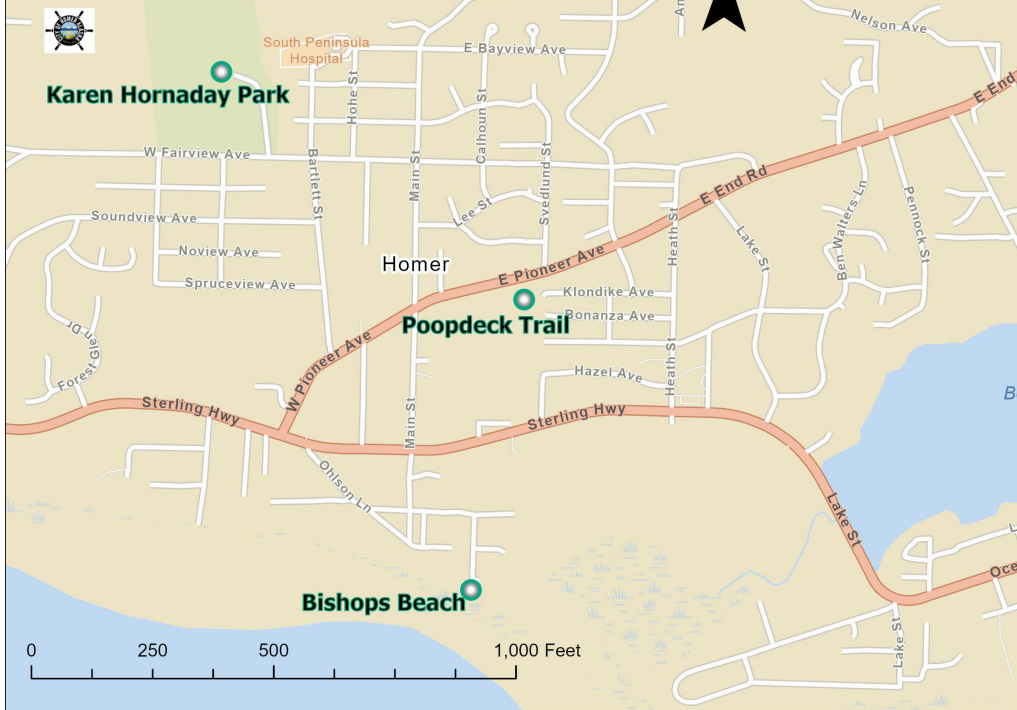 Nelson Ave
South Peninsula
Hospital
E Bayview Ave
Karen Hornaday Park
Hohe St
Calhoun St
E End
W Fairview Ave
Bartlett St
Main St
Svedlund St
E End Rd
Lee St
Soundview Ave
Heath St
Lake St
Ben Walters Ln
Pennock St
Noview Ave
Homer
E Pioneer Ave
Spruceview Ave
Klondike Ave
Poopdeck Trail
Bonanza Ave
Forest Glen Dr
W Pioneer Ave
Hazel Ave
Heath St
Sterling Hwy
Sterling Hwy
Main St
Ohlson Ln
Lake St
Bishops Beach
Lake St
0 250 500 1,000 Feet